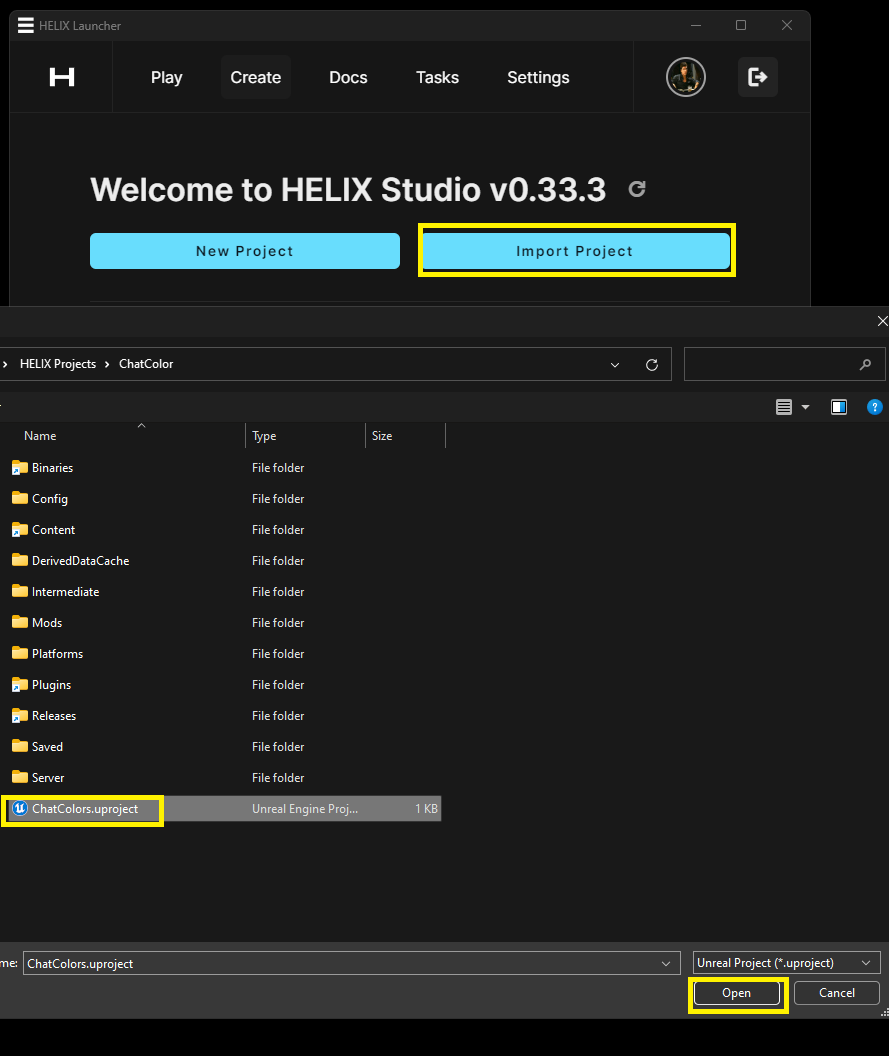 HELIX Launcher
Play Create Docs Tasks Settings
Welcome to HELIX Studio v0.33.3
New Project Import Project
HELIX Projects › ChatColor
Name Type Size
Binaries File folder
Config File folder
Content File folder
DerivedDataCache File folder
Intermediate File folder
Mods File folder
Platforms File folder
Plugins File folder
Releases File folder
Saved File folder
Server File folder
ChatColors.uproject Unreal Engine Proj... 1 KB
me: ChatColors.uproject Unreal Project (*.uproject)
Open Cancel